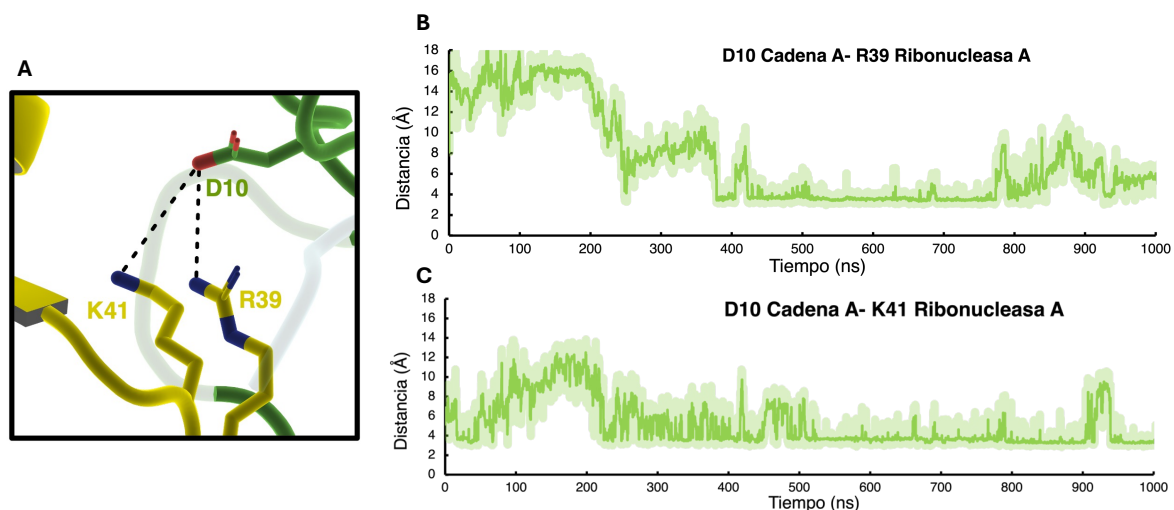 A
D10
K41
R39
B
D10 Cadena A- R39 Ribonucleasa A
Distancia (Å)
18
16
14
12
10
8
6
4
2
0
0 100 200 300 400 500 600 700 800 900 1000
Tiempo (ns)
C
D10 Cadena A- K41 Ribonucleasa A
Distancia (Å)
18
16
14
12
10
8
6
4
2
0
0 100 200 300 400 500 600 700 800 900 1000
Tiempo (ns)